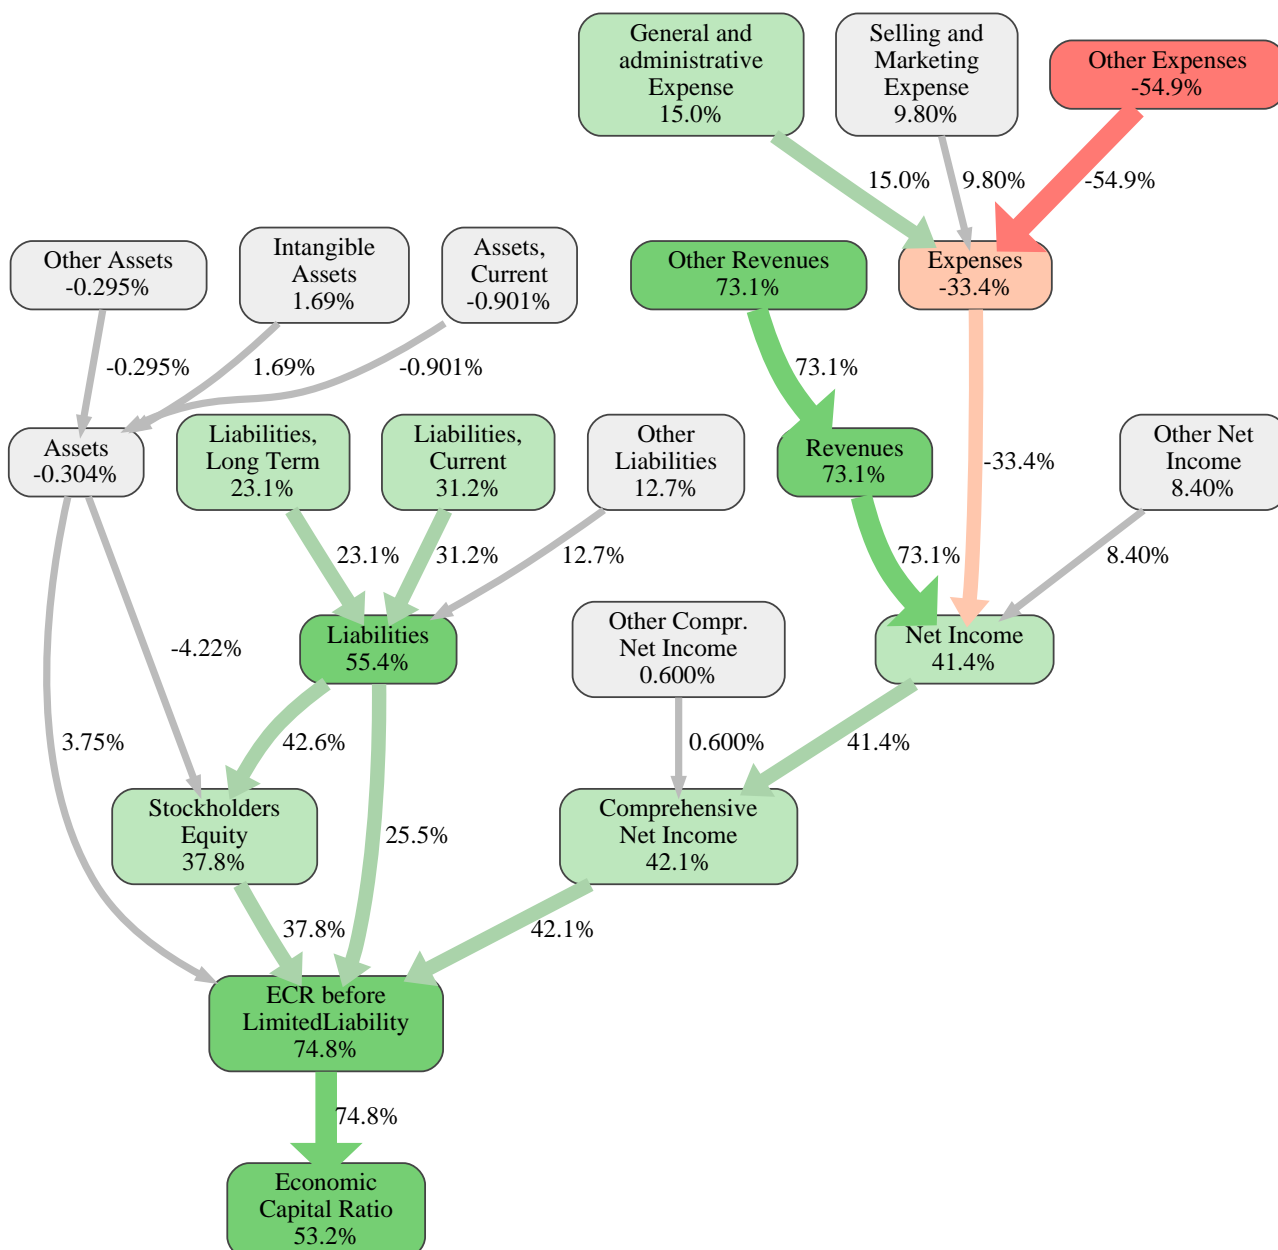 General and
administrative
Expense
15.0%
Selling and
Marketing
Expense
9.80%
Other Expenses
-54.9%
15.0%
9.80%
-54.9%
Other Assets
-0.295%
Intangible
Assets
1.69%
Assets,
Current
-0.901%
Other Revenues
73.1%
Expenses
-33.4%
-0.295%
1.69%
-0.901%
73.1%
Assets
-0.304%
Liabilities,
Long Term
23.1%
Liabilities,
Current
31.2%
Other
Liabilities
12.7%
Revenues
73.1%
-33.4%
Other Net
Income
8.40%
23.1%
31.2%
12.7%
73.1%
8.40%
Liabilities
55.4%
Other Compr.
Net Income
0.600%
Net Income
41.4%
-4.22%
3.75%
42.6%
0.600%
41.4%
Stockholders
Equity
37.8%
25.5%
Comprehensive
Net Income
42.1%
37.8%
42.1%
ECR before
LimitedLiability
74.8%
74.8%
Economic
Capital Ratio
53.2%